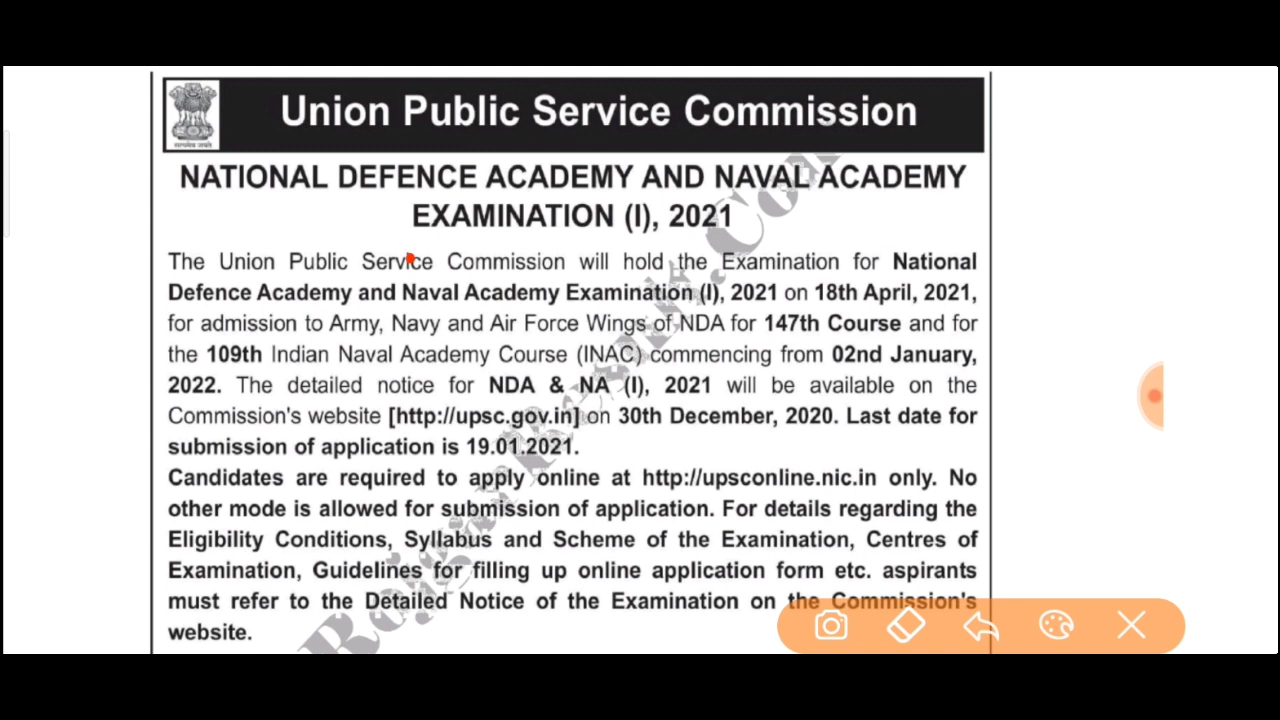 Union Public Service Commission
सत्यमेव जयते
NATIONAL DEFENCE ACADEMY AND NAVAL ACADEMY
EXAMINATION (I), 2021
The Union Public Service Commission will hold the Examination for National
Defence Academy and Naval Academy Examination (I), 2021 on 18th April, 2021,
for admission to Army, Navy and Air Force Wings of NDA for 147th Course and for
the 109th Indian Naval Academy Course (INAC) commencing from 02nd January,
2022. The detailed notice for NDA & NA (I), 2021 will be available on the
Commission's website [http://upsc.gov.in] on 30th December, 2020. Last date for
submission of application is 19.01.2021.
Candidates are required to apply online at http://upsconline.nic.in only. No
other mode is allowed for submission of application. For details regarding the
Eligibility Conditions, Syllabus and Scheme of the Examination, Centres of
Examination, Guidelines for filling up online application form etc. aspirants
must refer to the Detailed Notice of the Examination on the Commission's
website.